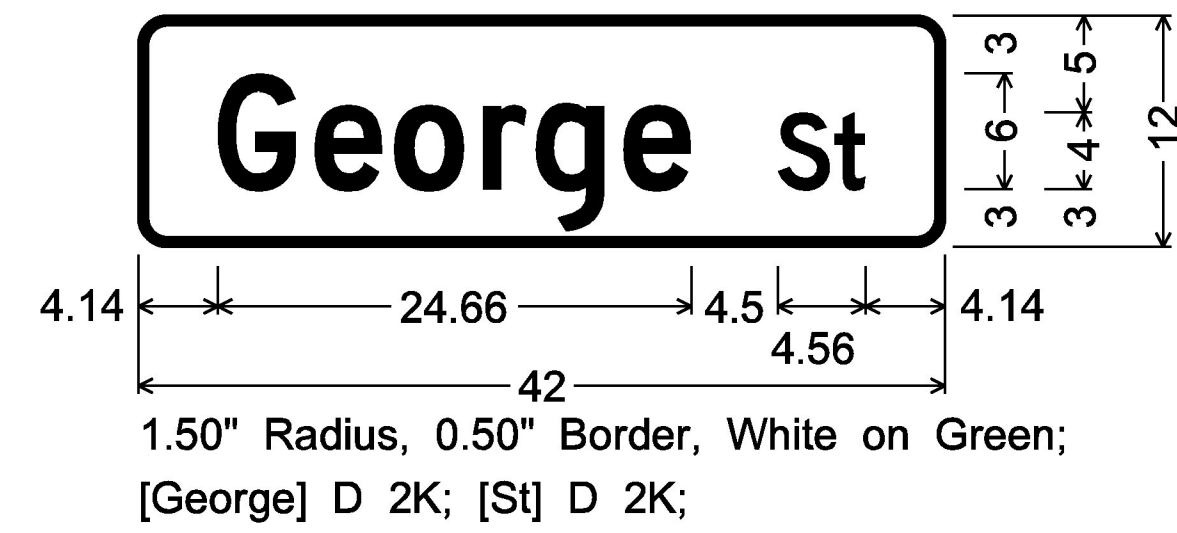 George St
3
6
3
5
4
3
12
4.14 24.66 4.5 4.56 4.14
42
1.50" Radius, 0.50" Border, White on Green;
[George] D 2K; [St] D 2K;